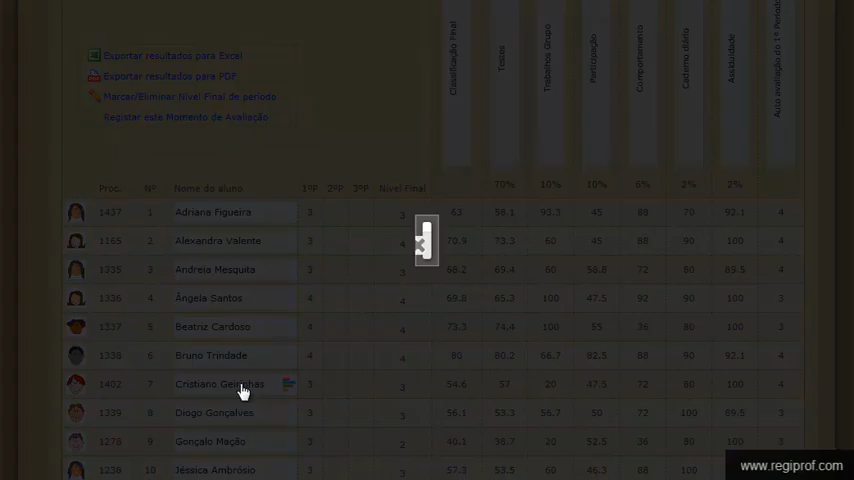 Classificação Final Testes Trabalhos Grupo Participação Comportamento Caderno diário Assiduidade Auto avaliação do 1º Período
Exportar resultados para Excel
Exportar resultados para PDF
Marcar/Eliminar Nível Final de período
Registar este Momento de Avaliação
Proc. Nº Nome do aluno 1ºP 2ºP 3ºP Nível Final 70% 10% 10% 6% 2% 2%
1437 1 Adriana Figueira 3 3 63 58.1 93.3 45 88 70 92.1 4
1165 2 Alexandra Valente 3 4 70.9 73.3 60 45 88 90 100 4
1335 3 Andreia Mesquita 3 3 68.2 69.4 80 58.8 72 80 89.5 4
1336 4 Ângela Santos 4 4 69.8 65.3 100 47.5 92 90 100 3
1337 5 Beatriz Cardoso 4 4 73.3 74.4 100 55 36 80 100 3
1338 6 Bruno Trindade 4 4 80 80.2 66.7 82.5 88 90 92.1 4
1402 7 Cristiano 3 3 54.6 57 20 47.5 72 80 100 4
1339 8 Diogo Gonçalves 3 3 56.1 53.3 56.7 50 72 100 89.5 3
1278 9 Gonçalo Mação 3 2 40.1 38.7 20 52.5 36 80 100 3
1238 10 Jéssica Ambrósio 3 3 57.3 53.5 60 46.3 88 100 4
www.regiprof.com